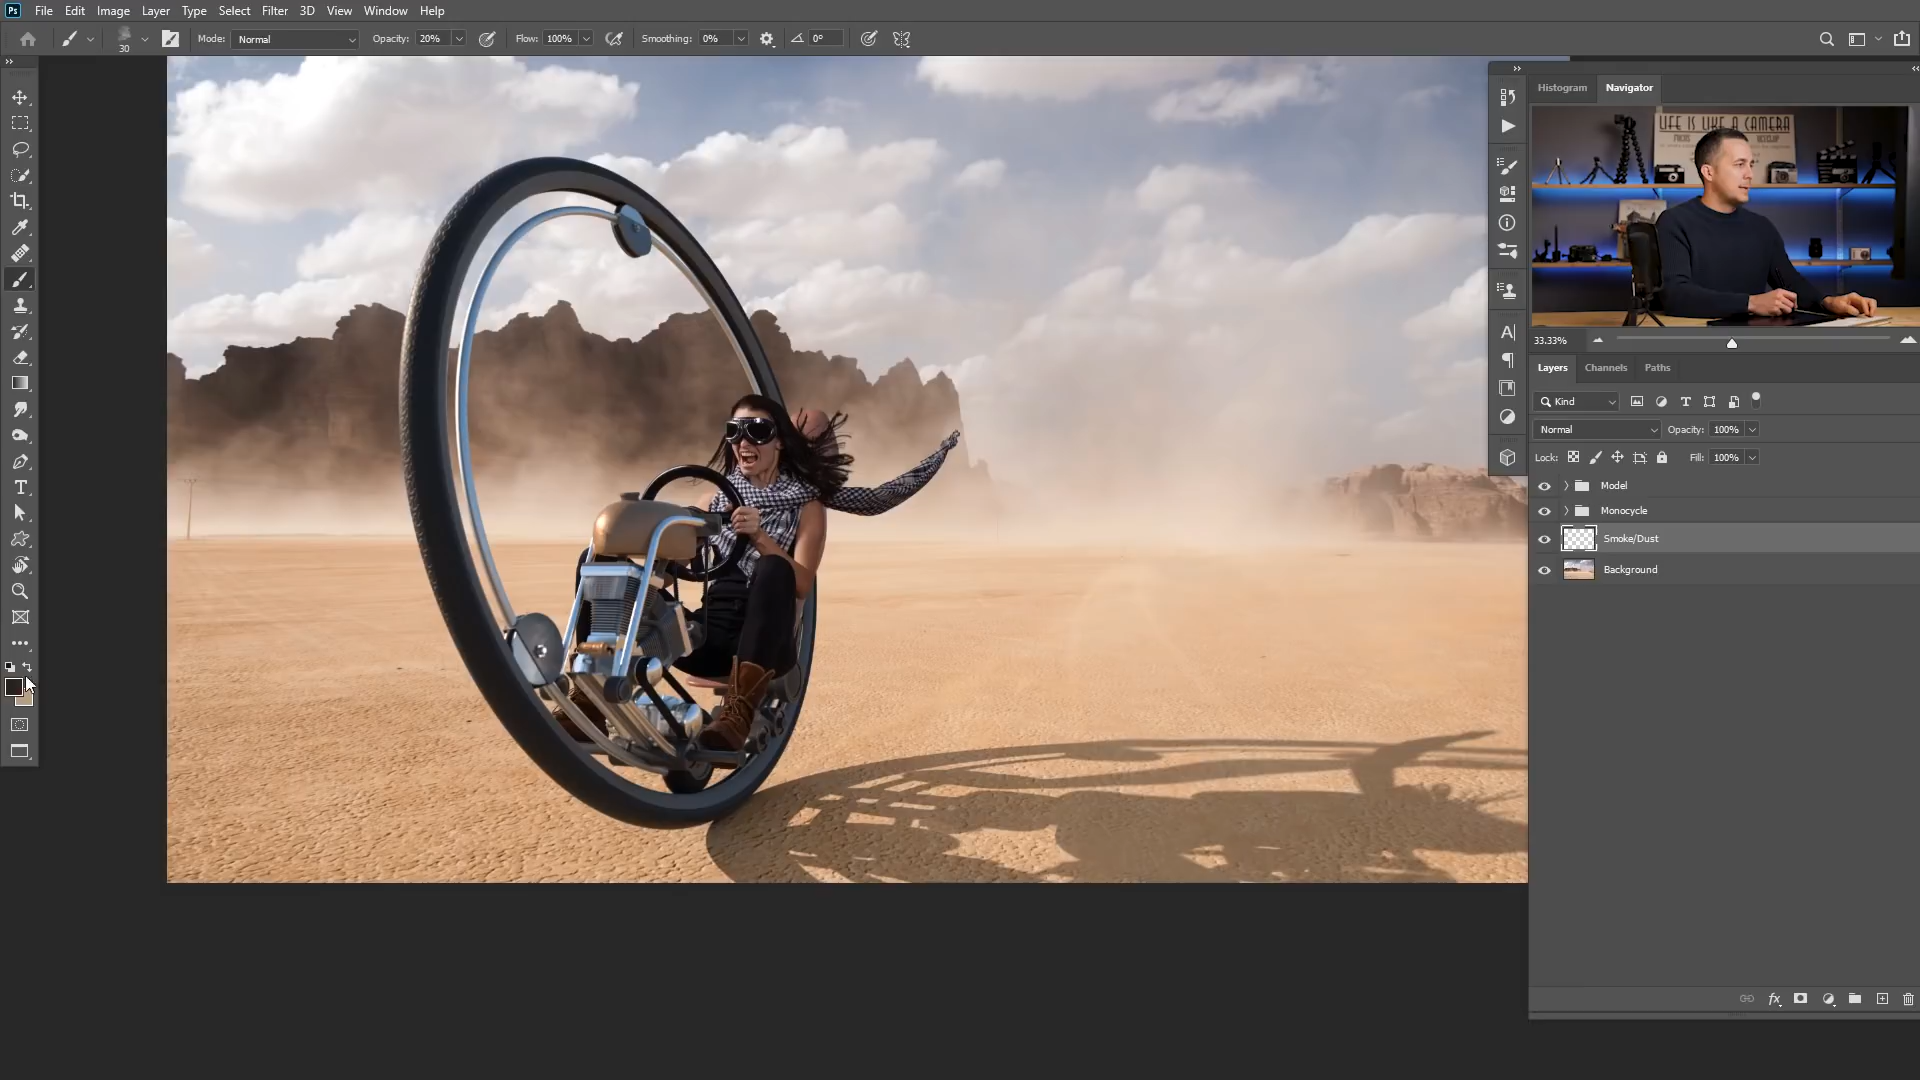 Ps File Edit Image Layer Type Select Filter 3D View Window Help
30 Mode: Normal Opacity: 20% Flow: 100% Smoothing: 0% 0°
Histogram Navigator
LIFE IS LIKE A CAMERA
33.33%
Layers Channels Paths
Kind
Normal Opacity: 100%
Lock: Fill: 100%
Model
Monocycle
Smoke/Dust
Background